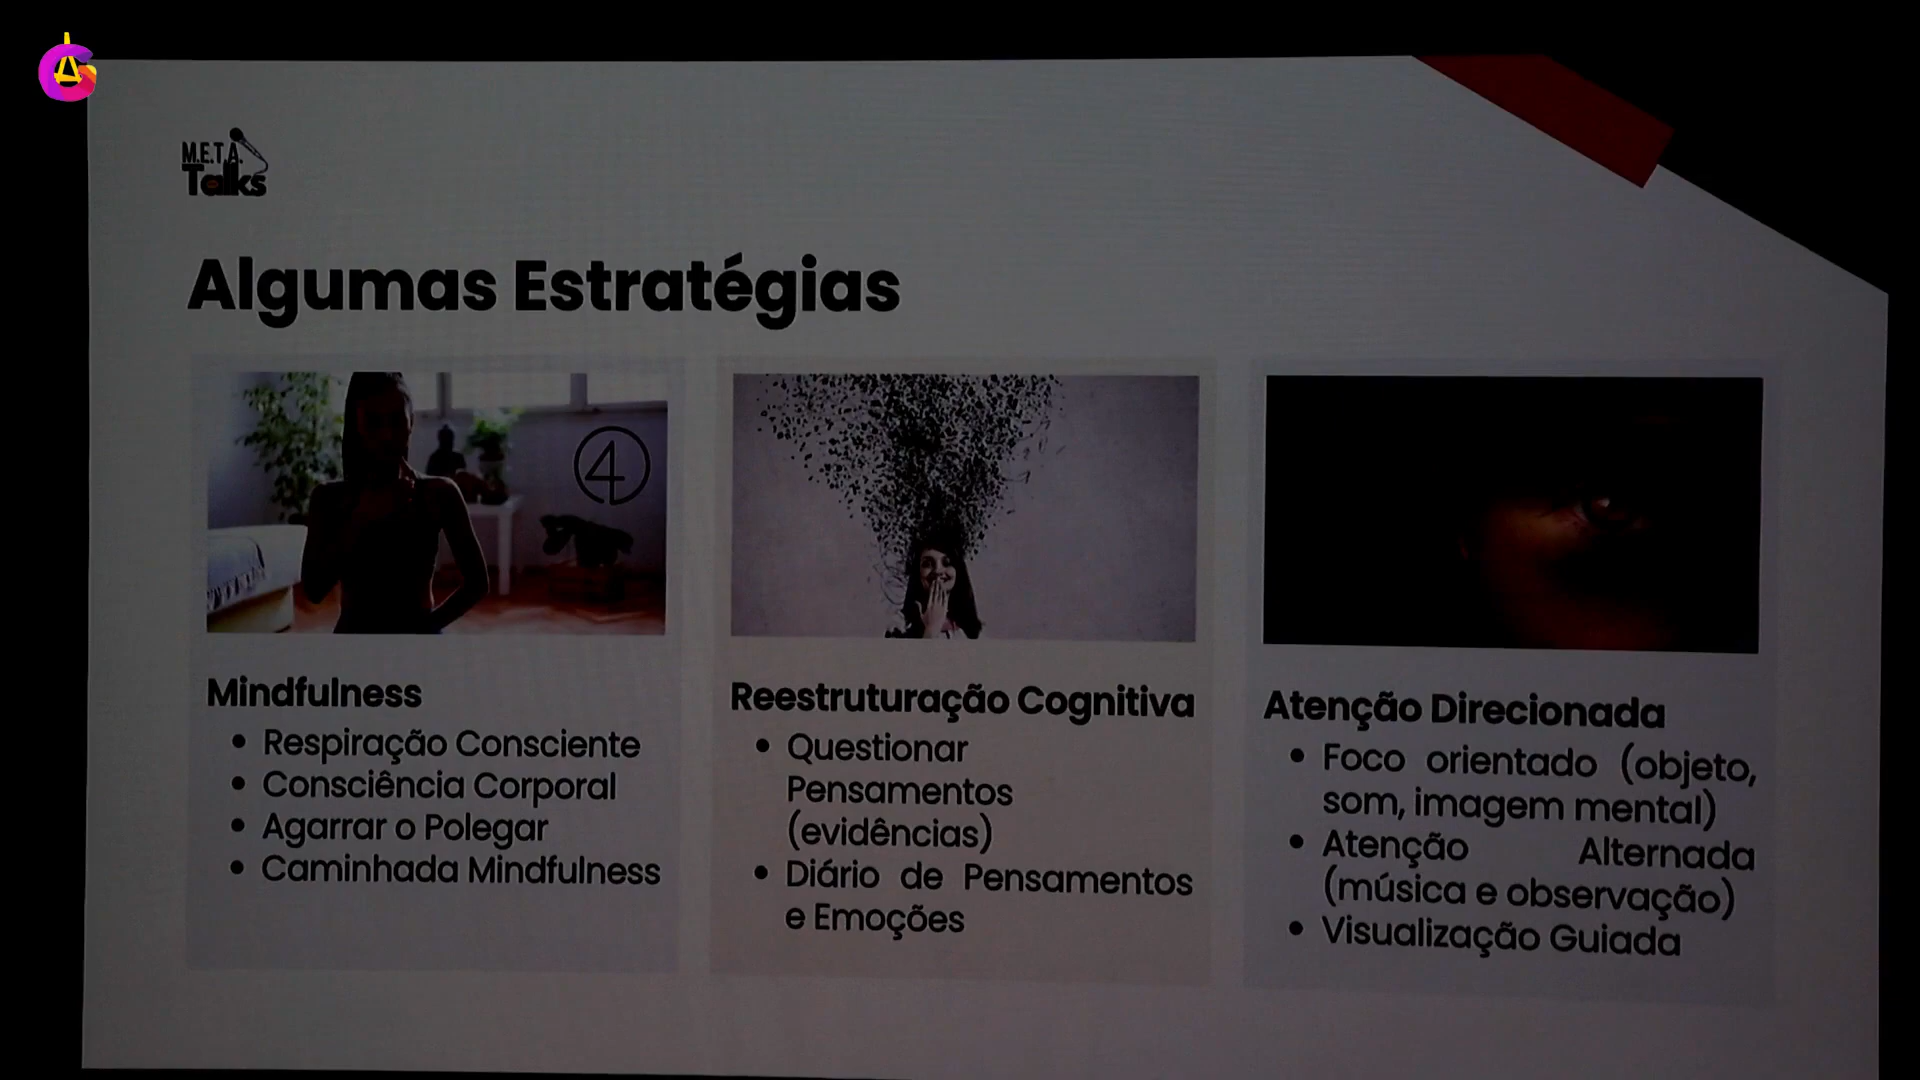 M.E.T.A.
Talks
Algumas Estratégias
4
Mindfulness
• Respiração Consciente
• Consciência Corporal
• Agarrar o Polegar
• Caminhada Mindfulness
Reestruturação Cognitiva
• Questionar
Pensamentos
(evidências)
• Diário de Pensamentos
e Emoções
Atenção Direcionada
• Foco orientado (objeto,
som, imagem mental)
• Atenção Alternada
(música e observação)
• Visualização Guiada